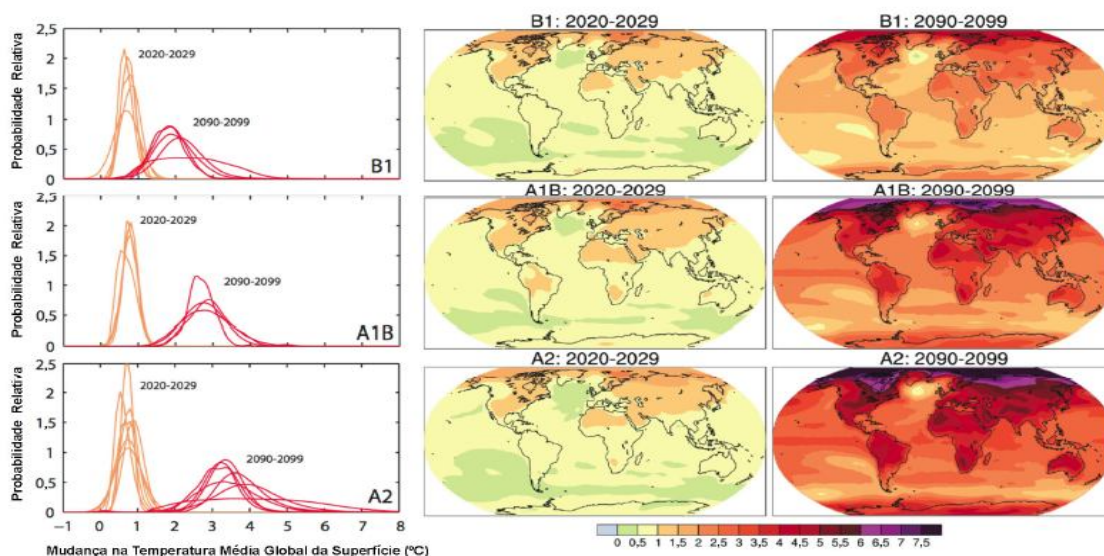 B1: 2020-2029
B1: 2090-2099
Probabilidade Relativa
2,5
2
1,5
1
0,5
0
2020-2029
2090-2099
B1
A1B: 2020-2029
A1B: 2090-2099
Probabilidade Relativa
2,5
2
1,5
1
0,5
0
2020-2029
2090-2099
A1B
A2: 2020-2029
A2: 2090-2099
Probabilidade Relativa
2,5
2
1,5
1
0,5
0
2020-2029
2090-2099
A2
−1 0 1 2 3 4 5 6 7 8
Mudança na Temperatura Média Global da Superfície (ºC)
0 0,5 1 1,5 2 2,5 3 3,5 4 4,5 5 5,5 6 6,5 7 7,5